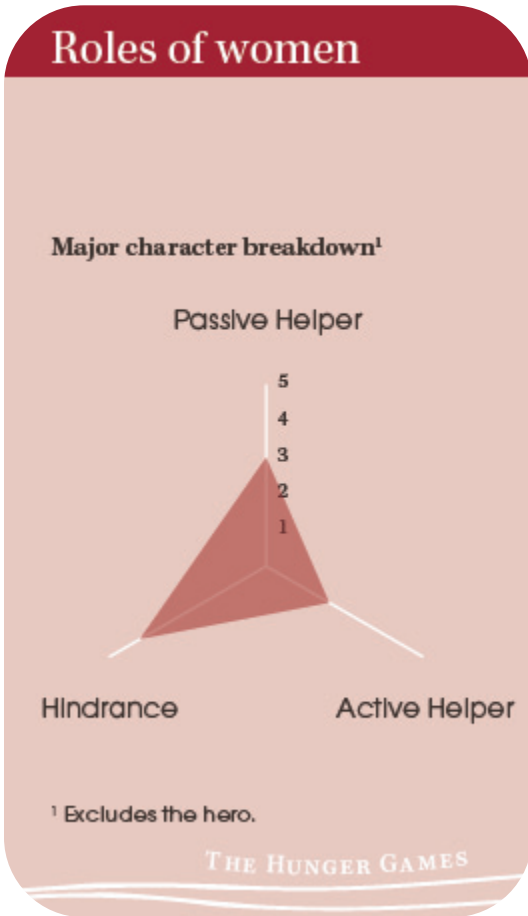 Roles of women
Major character breakdown¹
Passive Helper
5
4
3
2
1
Hindrance
Active Helper
¹ Excludes the hero.
THE HUNGER GAMES